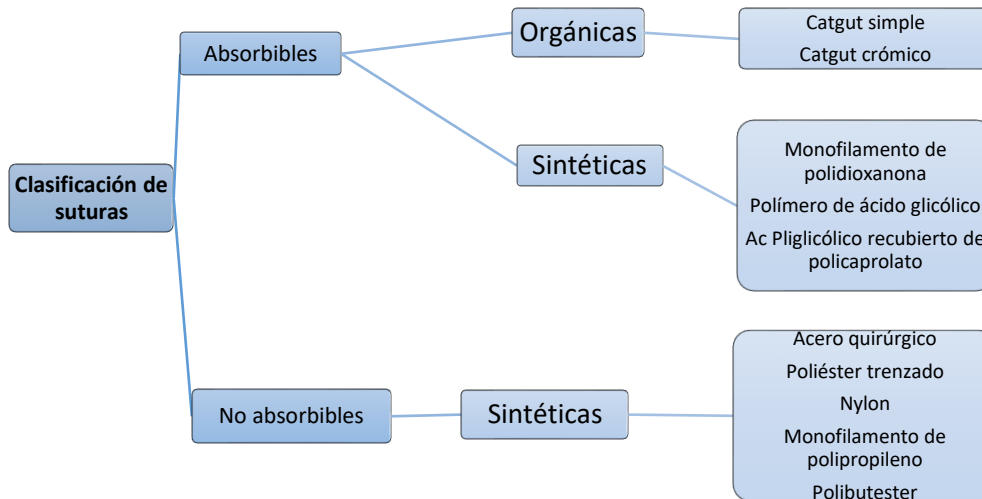 Clasificación de
suturas
Absorbibles
Orgánicas
Catgut simple
Catgut crómico
Sintéticas
Monofilamento de
polidioxanona
Polímero de ácido glicólico
Ac Pliglicólico recubierto de
policaprolato
No absorbibles
Sintéticas
Acero quirúrgico
Poliéster trenzado
Nylon
Monofilamento de
polipropileno
Polibutester